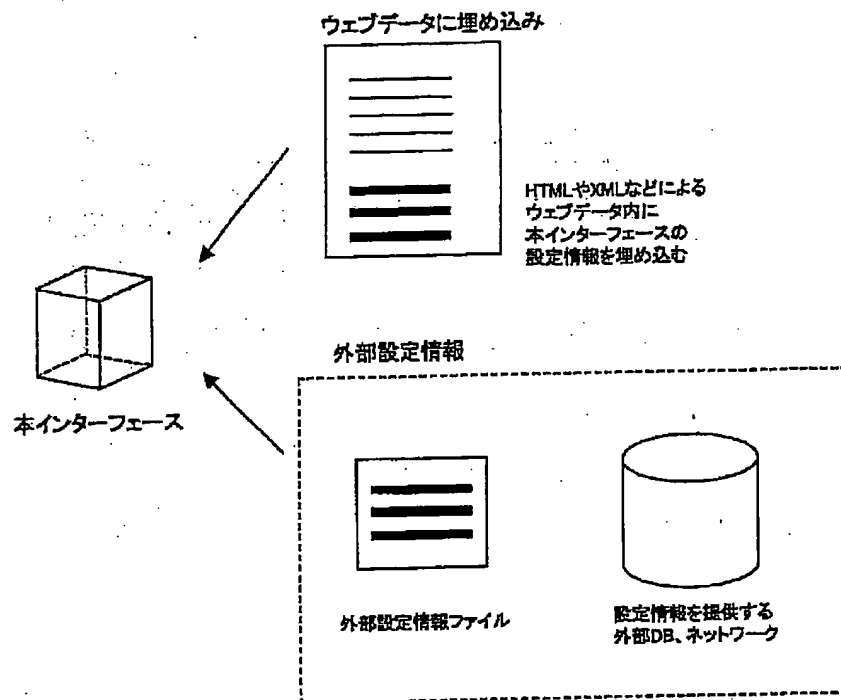 ウェブデータに埋め込み
HTMLやXMLなどによる
ウェブデータ内に
本インターフェースの
設定情報を埋め込む
本インターフェース
外部設定情報
外部設定情報ファイル
設定情報を提供する
外部DB、ネットワーク